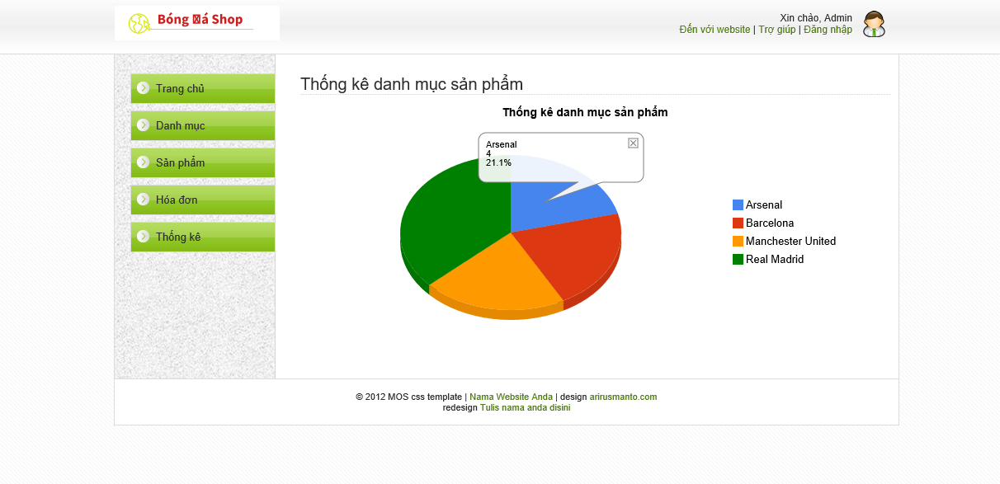 Bóng Đá Shop
Xin chào, Admin
Đến với website | Trợ giúp | Đăng nhập
Trang chủ
Danh mục
Sản phẩm
Hóa đơn
Thống kê
Thống kê danh mục sản phẩm
Thống kê danh mục sản phẩm
Arsenal
4
21.1%
Arsenal
Barcelona
Manchester United
Real Madrid
© 2012 MOS css template | Nama Website Anda | design arirusmanto.com
redesign Tulis nama anda disini